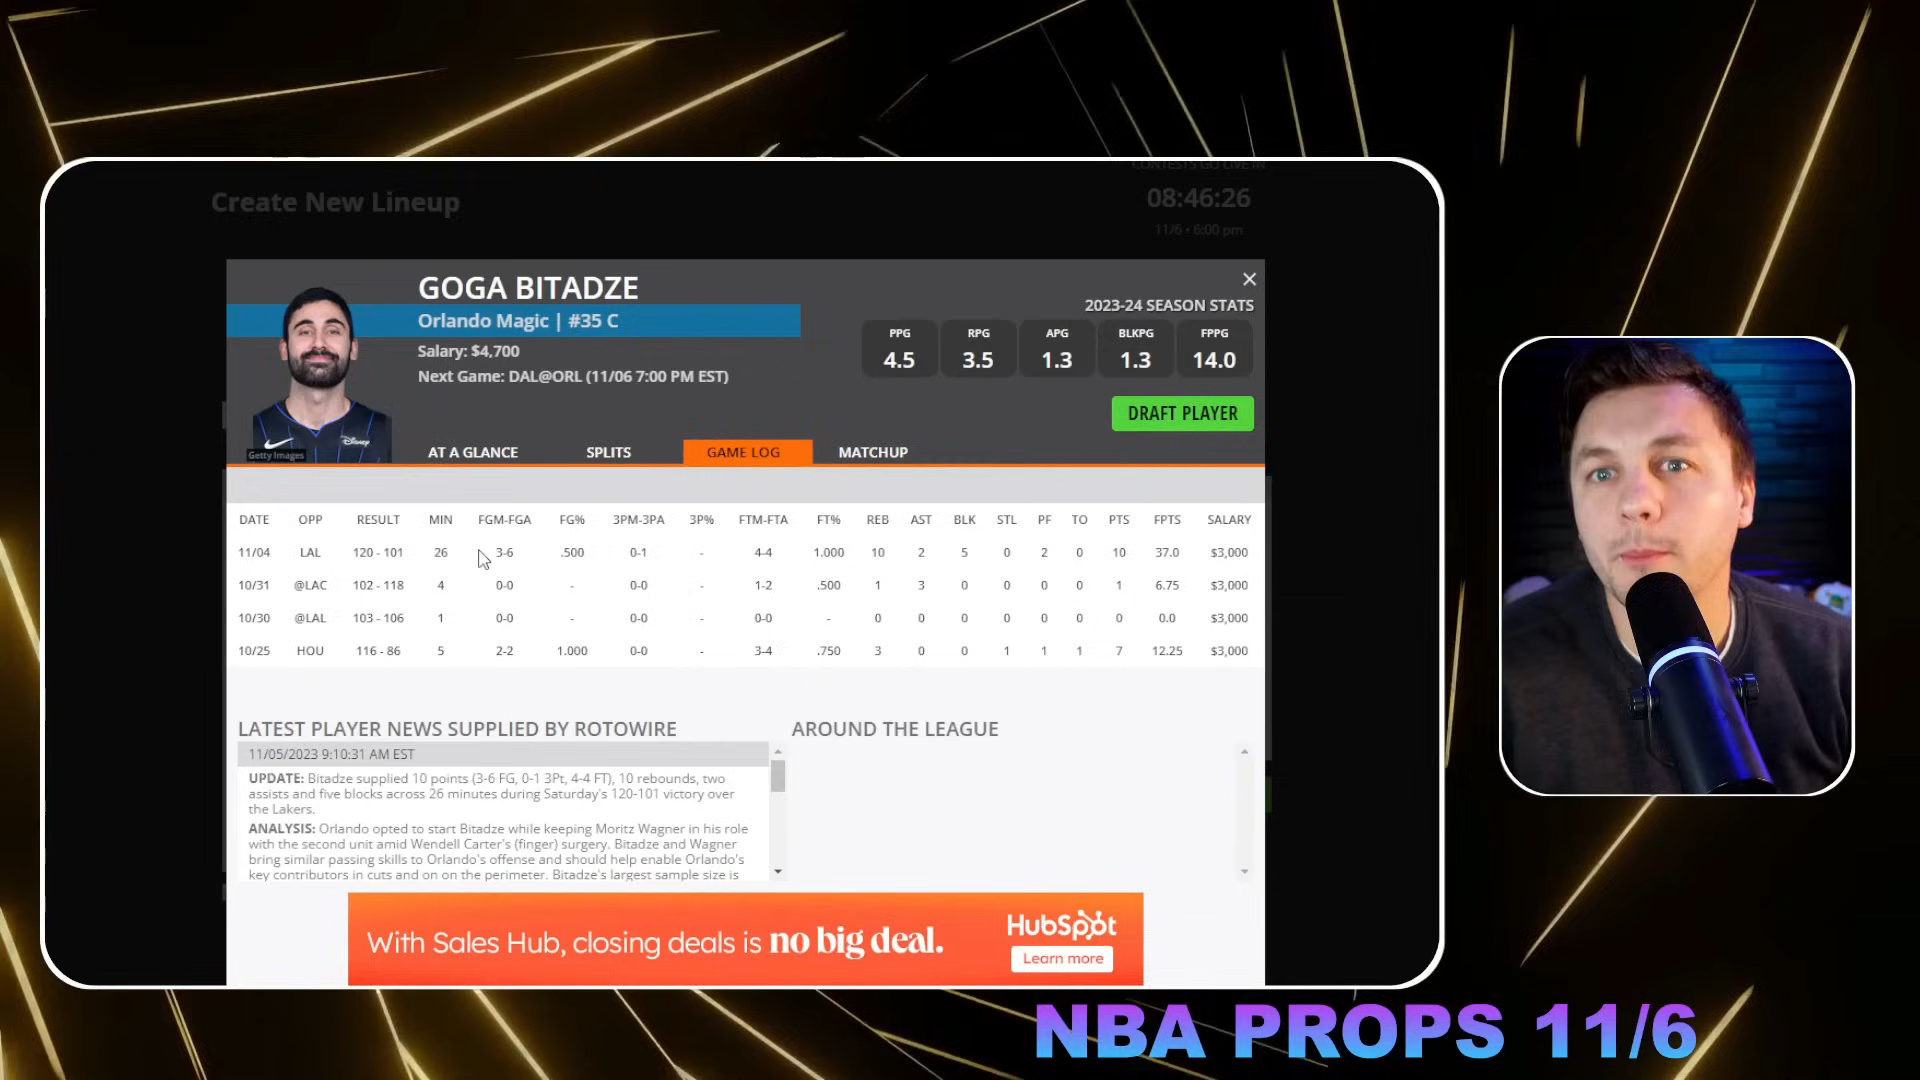 CONTESTS GO LIVE IN
Create New Lineup
08:46:26
11/6 • 6:00 pm
GOGA BITADZE
Orlando Magic | #35 C
Salary: $4,700
Next Game: DAL@ORL (11/06 7:00 PM EST)
2023-24 SEASON STATS
PPG RPG APG BLKPG FPPG
4.5 3.5 1.3 1.3 14.0
DRAFT PLAYER
Disney
Getty Images
AT A GLANCE SPLITS GAME LOG MATCHUP
DATE OPP RESULT MIN FGM-FGA FG% 3PM-3PA 3P% FTM-FTA FT% REB AST BLK STL PF TO PTS FPTS SALARY
11/04 LAL 120 - 101 26 3-6 .500 0-1 - 4-4 1.000 10 2 5 0 2 0 10 37.0 $3,000
10/31 @LAC 102 - 118 4 0-0 - 0-0 - 1-2 .500 1 3 0 0 0 0 1 6.75 $3,000
10/30 @LAL 103 - 106 1 0-0 - 0-0 - 0-0 - 0 0 0 0 0 0 0 0.0 $3,000
10/25 HOU 116 - 86 5 2-2 1.000 0-0 - 3-4 .750 3 0 0 1 1 1 7 12.25 $3,000
LATEST PLAYER NEWS SUPPLIED BY ROTOWIRE
11/05/2023 9:10:31 AM EST
UPDATE: Bitadze supplied 10 points (3-6 FG, 0-1 3Pt, 4-4 FT), 10 rebounds, two
assists and five blocks across 26 minutes during Saturday's 120-101 victory over
the Lakers.
ANALYSIS: Orlando opted to start Bitadze while keeping Moritz Wagner in his role
with the second unit amid Wendell Carter's (finger) surgery. Bitadze and Wagner
bring similar passing skills to Orlando's offense and should help enable Orlando's
key contributors in cuts and on on the perimeter. Bitadze's largest sample size is
AROUND THE LEAGUE
With Sales Hub, closing deals is no big deal.
HubSpot
Learn more
NBA PROPS 11/6